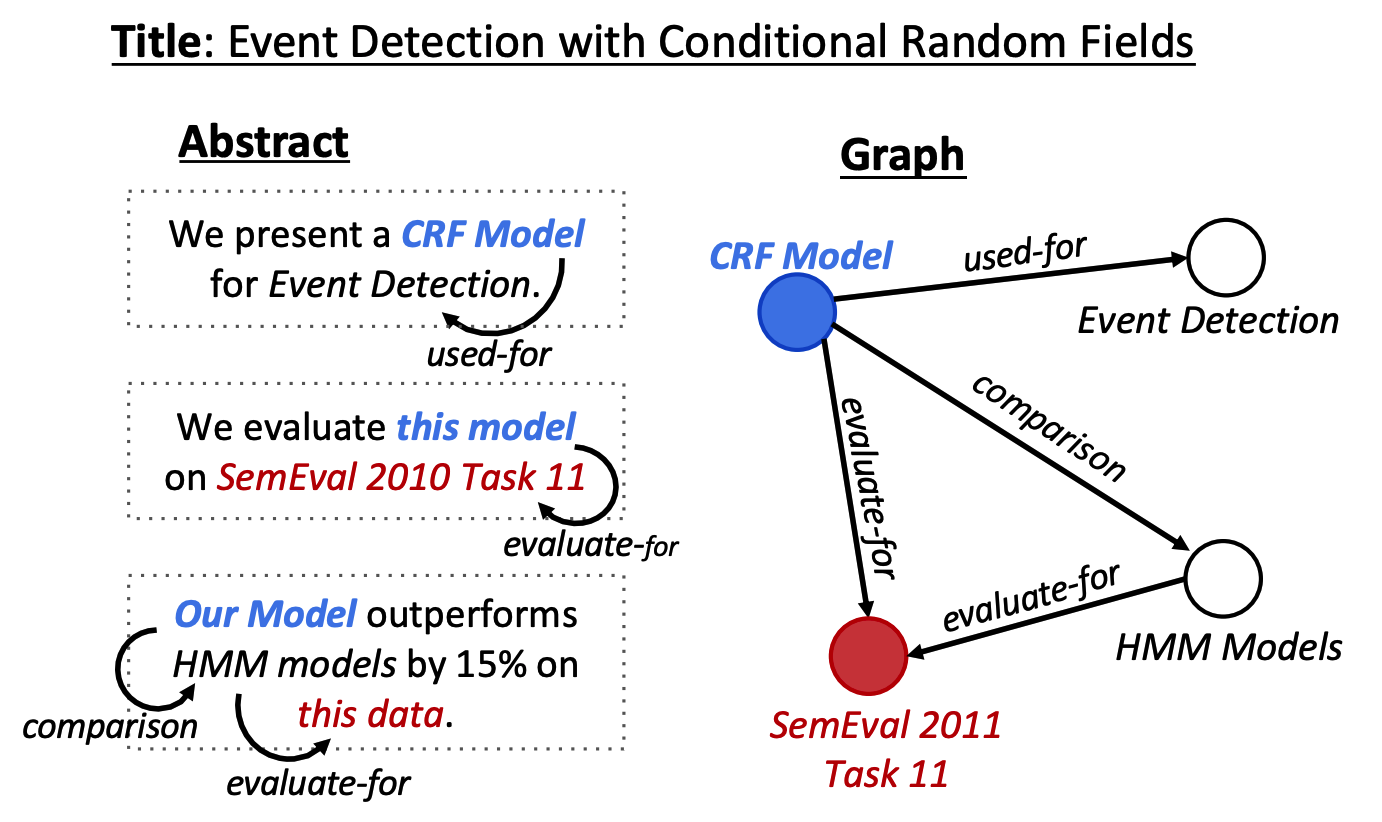 Title: Event Detection with Conditional Random Fields
Abstract
We present a CRF Model
for Event Detection.
used-for
We evaluate this model
on SemEval 2010 Task 11
evaluate-for
Our Model outperforms
HMM models by 15% on
this data.
comparison
evaluate-for
Graph
CRF Model
used-for
Event Detection
comparison
evaluate-for
evaluate-for
HMM Models
SemEval 2011
Task 11